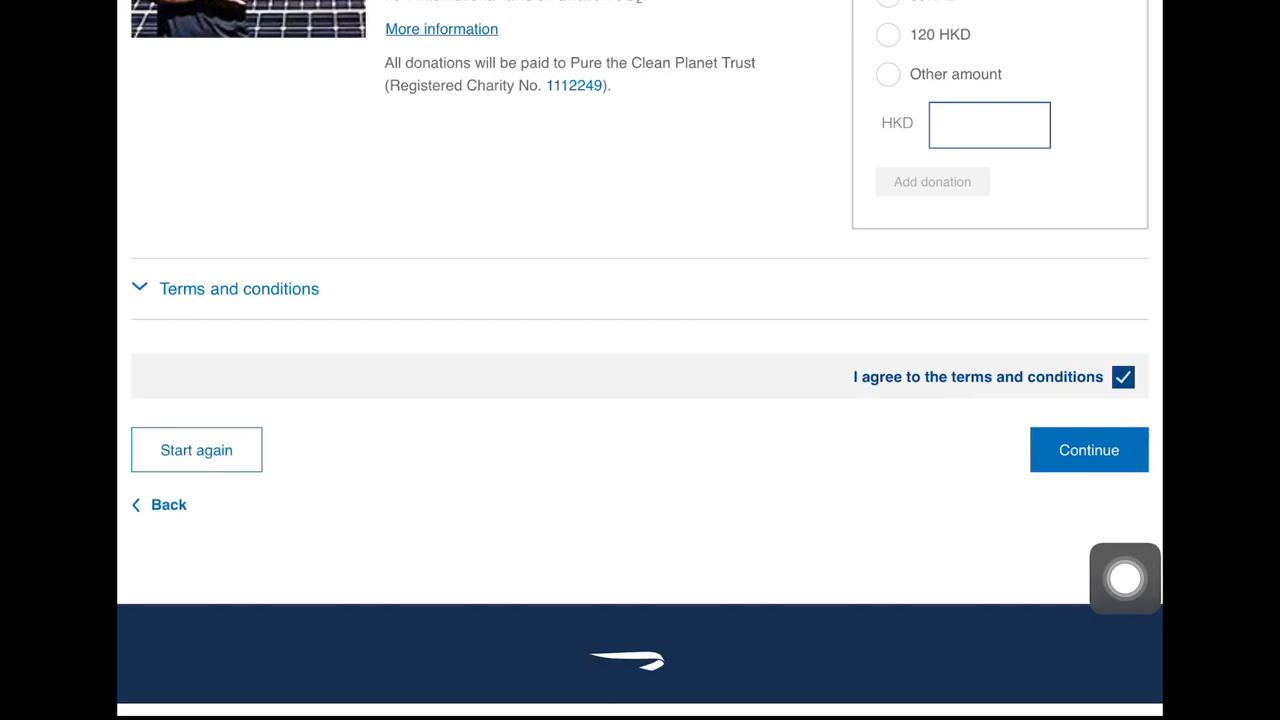 More information
All donations will be paid to Pure the Clean Planet Trust
(Registered Charity No. 1112249).
120 HKD
Other amount
HKD
Add donation
Terms and conditions
I agree to the terms and conditions
Start again
Continue
Back